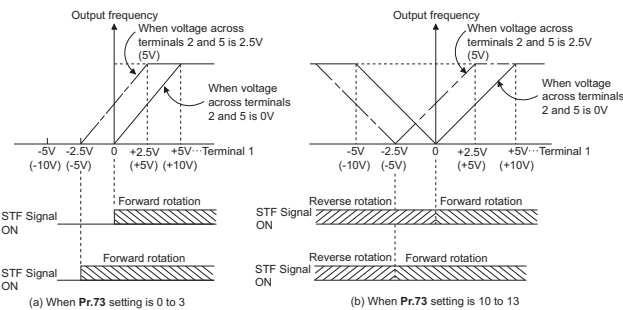 Output frequency
When voltage across
terminals 2 and 5 is 2.5V
(5V)
When voltage
across terminals
2 and 5 is 0V
-5V -2.5V 0 +2.5V +5V···Terminal 1
(-10V) (-5V) (+5V) (+10V)
Forward rotation
STF Signal
ON
Forward rotation
STF Signal
ON
(a) When Pr.73 setting is 0 to 3
Output frequency
When voltage across
terminals 2 and 5 is 2.5V
(5V)
When voltage
across terminals
2 and 5 is 0V
-5V -2.5V 0 +2.5V +5V···Terminal 1
(-10V) (-5V) (+5V) (+10V)
Reverse rotation Forward rotation
STF Signal
ON
Reverse rotation Forward rotation
STF Signal
ON
(b) When Pr.73 setting is 10 to 13